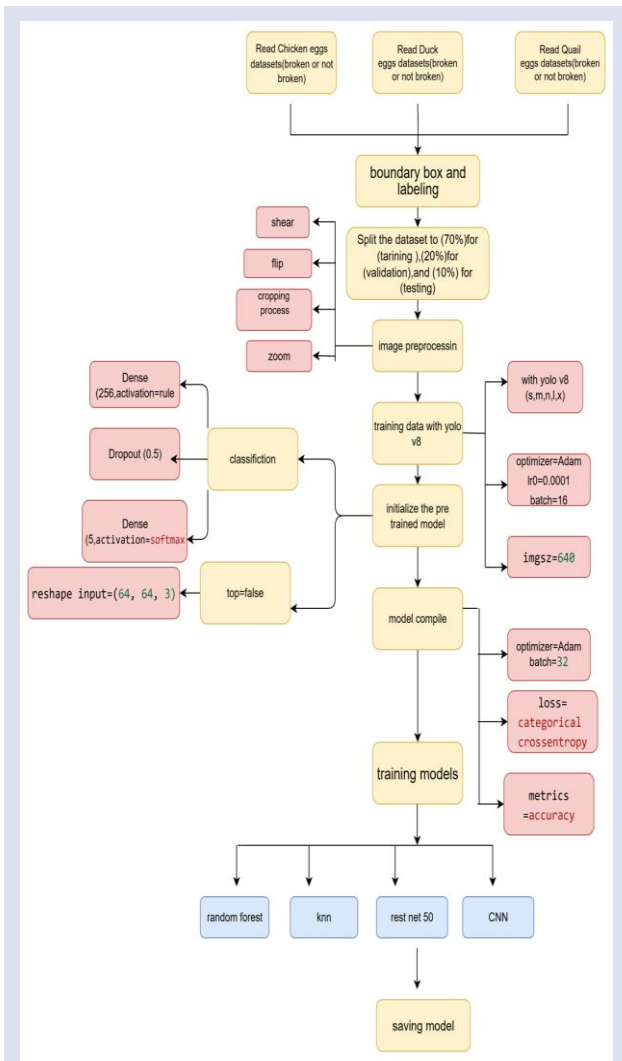 Read Chicken eggs
datasets(broken or not
broken)
Read Duck
eggs datasets(broken
or not broken)
Read Quail
eggs datasets(broken
or not broken)
boundary box and
labeling
shear
flip
cropping
process
zoom
Split the dataset to (70%)for
(tarining ),(20%)for
(validation),and (10%) for
(testing)
image preprocessin
Dense
(256,activation=rule
Dropout (0.5)
Dense
(5,activation=softmax
classifiction
training data with yolo
v8
with yolo v8
(s,m,n,l,x)
optimizer=Adam
lr0=0.0001
batch=16
imgsz=640
initialize the pre
trained model
reshape input=(64, 64, 3)
top=false
model compile
optimizer=Adam
batch=32
loss=
categorical
crossentropy
metrics
=accuracy
training models
random forest
knn
rest net 50
CNN
saving model